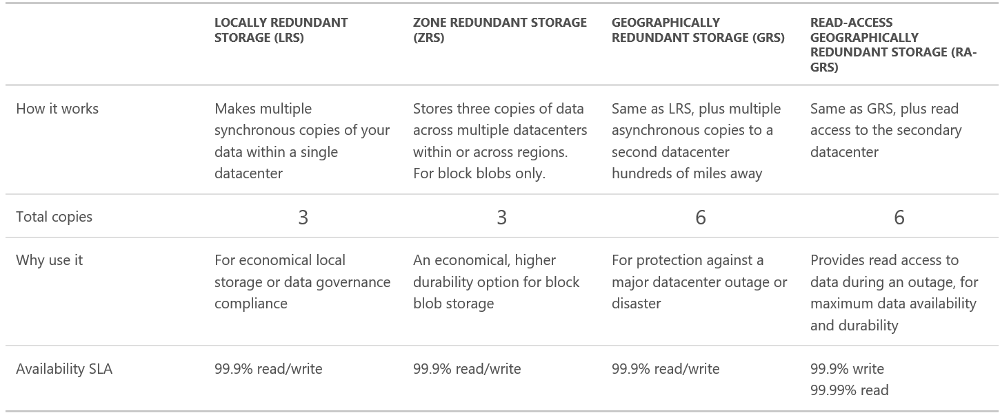 LOCALLY REDUNDANT
STORAGE (LRS)
ZONE REDUNDANT STORAGE
(ZRS)
GEOGRAPHICALLY
REDUNDANT STORAGE (GRS)
READ-ACCESS
GEOGRAPHICALLY
REDUNDANT STORAGE (RA-
GRS)
How it works
Makes multiple
synchronous copies of your
data within a single
datacenter
Stores three copies of data
across multiple datacenters
within or across regions.
For block blobs only.
Same as LRS, plus multiple
asynchronous copies to a
second datacenter
hundreds of miles away
Same as GRS, plus read
access to the secondary
datacenter
Total copies
3
3
6
6
Why use it
For economical local
storage or data governance
compliance
An economical, higher
durability option for block
blob storage
For protection against a
major datacenter outage or
disaster
Provides read access to
data during an outage, for
maximum data availability
and durability
Availability SLA
99.9% read/write
99.9% read/write
99.9% read/write
99.9% write
99.99% read